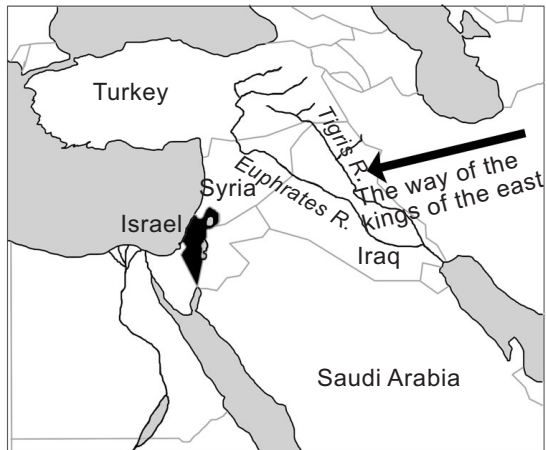 Turkey
Tigris R.
Euphrates R.
Syria
The way of the
kings of the east
Israel
Iraq
Saudi Arabia